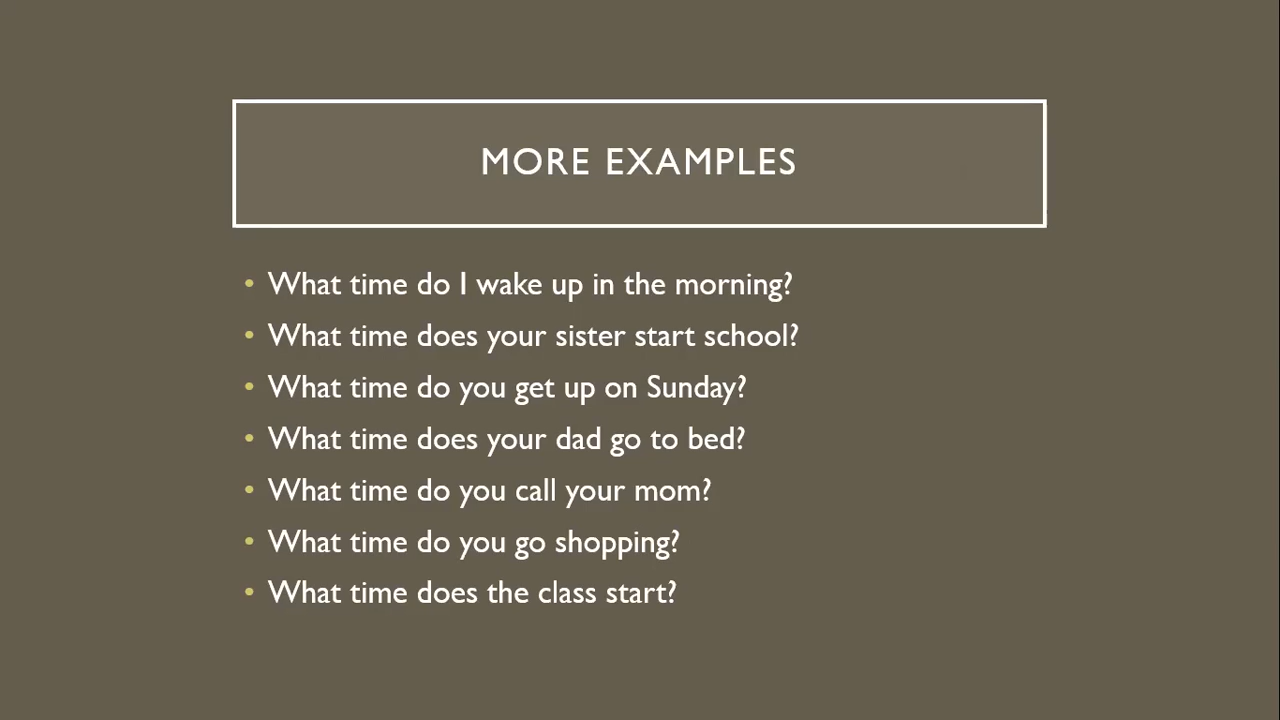 MORE EXAMPLES
• What time do I wake up in the morning?
• What time does your sister start school?
• What time do you get up on Sunday?
• What time does your dad go to bed?
• What time do you call your mom?
• What time do you go shopping?
• What time does the class start?